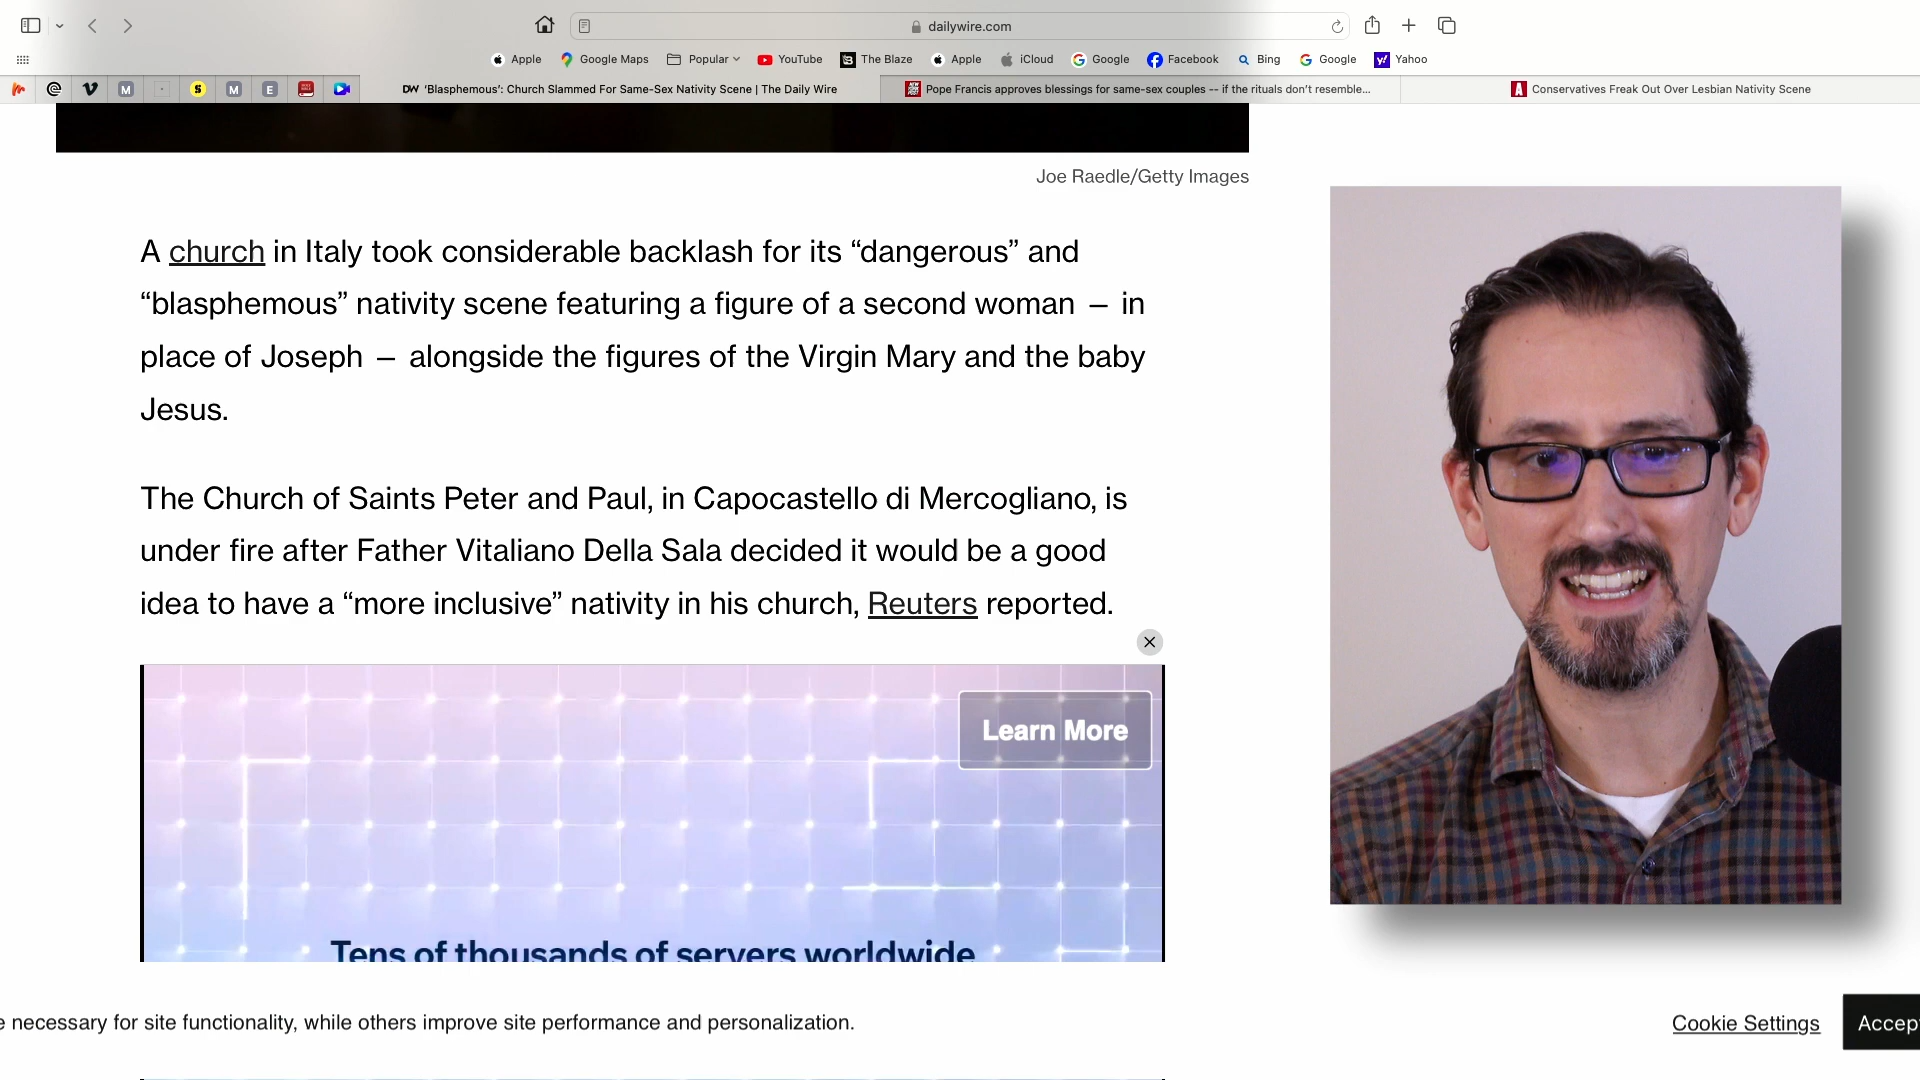 dailywire.com
Apple Google Maps Popular YouTube The Blaze Apple iCloud Google Facebook Bing Google Yahoo
M S M E DW 'Blasphemous': Church Slammed For Same-Sex Nativity Scene | The Daily Wire Pope Francis approves blessings for same-sex couples -- if the rituals don't resemble... A Conservatives Freak Out Over Lesbian Nativity Scene
Joe Raedle/Getty Images
A church in Italy took considerable backlash for its “dangerous” and
“blasphemous” nativity scene featuring a figure of a second woman — in
place of Joseph — alongside the figures of the Virgin Mary and the baby
Jesus.
The Church of Saints Peter and Paul, in Capocastello di Mercogliano, is
under fire after Father Vitaliano Della Sala decided it would be a good
idea to have a “more inclusive” nativity in his church, Reuters reported.
Learn More
Tens of thousands of servers worldwide
e necessary for site functionality, while others improve site performance and personalization.
Cookie Settings
Accep